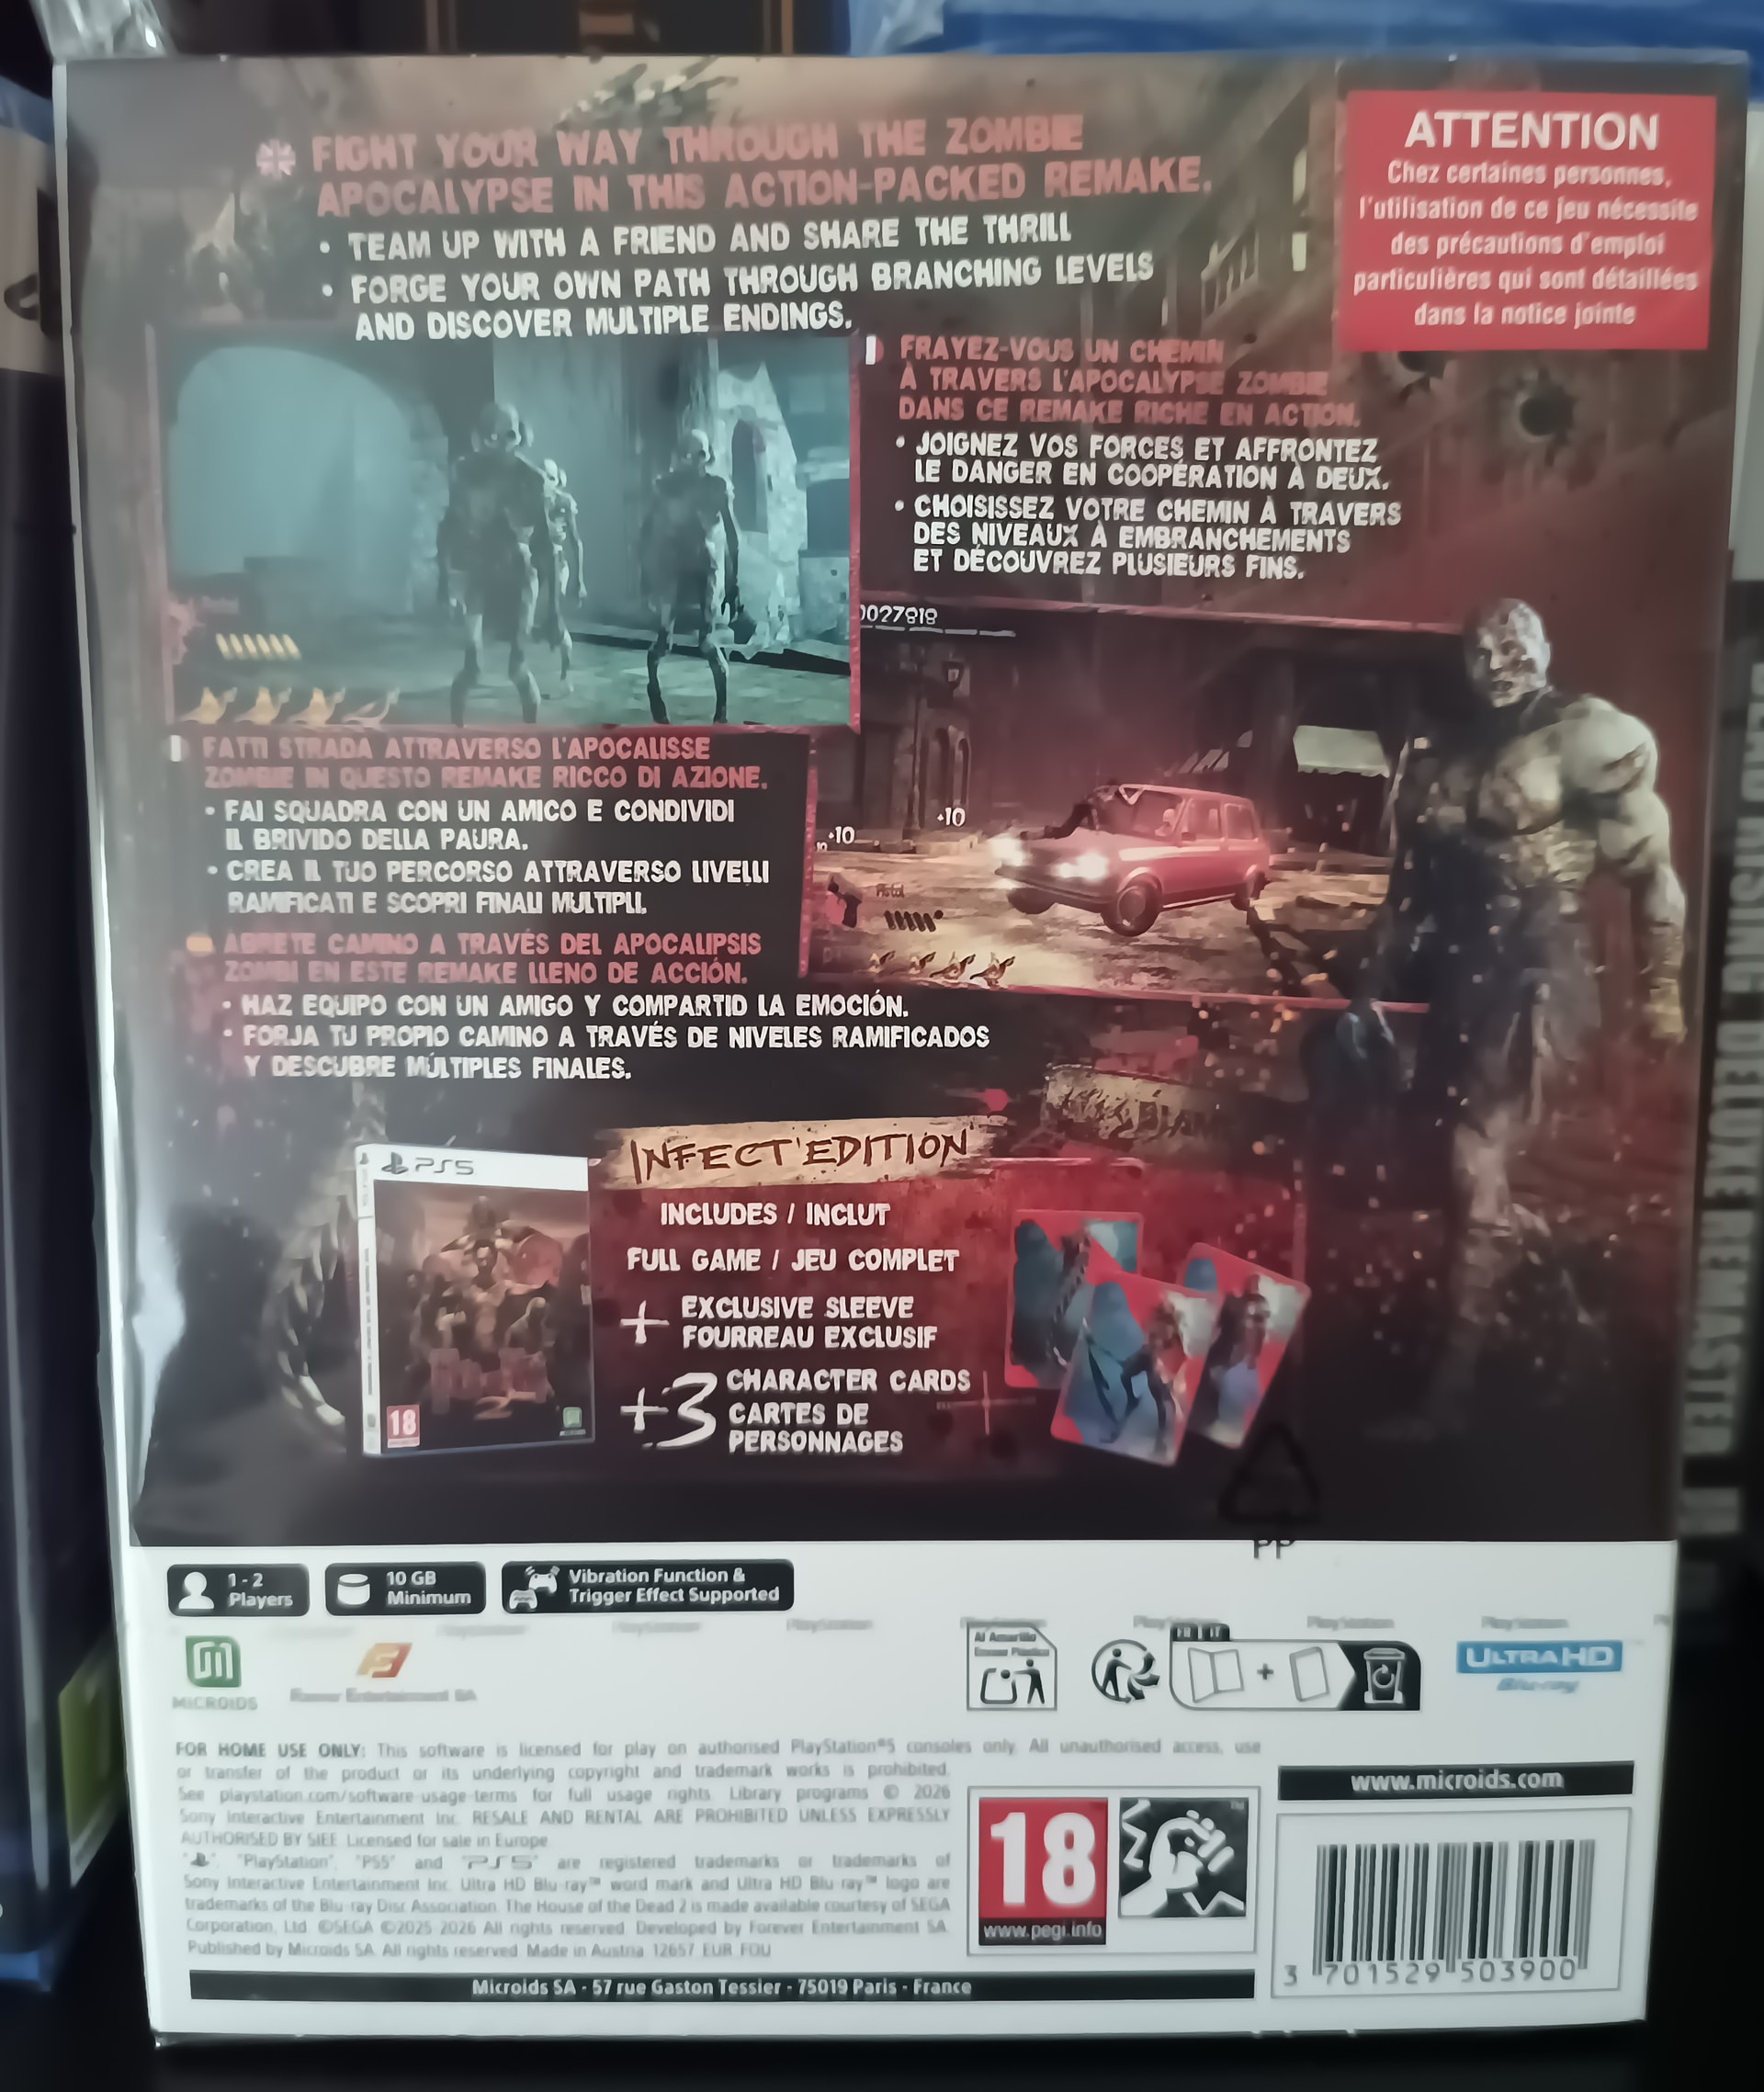 FIGHT YOUR WAY THROUGH THE ZOMBIE
APOCALYPSE IN THIS ACTION-PACKED REMAKE.
• TEAM UP WITH A FRIEND AND SHARE THE THRILL
• FORGE YOUR OWN PATH THROUGH BRANCHING LEVELS
AND DISCOVER MULTIPLE ENDINGS.
ATTENTION
Chez certaines personnes,
l'utilisation de ce jeu nécessite
des précautions d'emploi
particulières qui sont détaillées
dans la notice jointe
FRAYEZ-VOUS UN CHEMIN
À TRAVERS L'APOCALYPSE ZOMBIE
DANS CE REMAKE RICHE EN ACTION.
• JOIGNEZ VOS FORCES ET AFFRONTEZ
LE DANGER EN COOPÉRATION À DEUX.
• CHOISISSEZ VOTRE CHEMIN À TRAVERS
DES NIVEAUX À EMBRANCHEMENTS
ET DÉCOUVREZ PLUSIEURS FINS.
0027818
+10
+10
Pistol
FATTI STRADA ATTRAVERSO L'APOCALISSE
ZOMBIE IN QUESTO REMAKE RICCO DI AZIONE.
• FAI SQUADRA CON UN AMICO E CONDIVIDI
IL BRIVIDO DELLA PAURA.
• CREA IL TUO PERCORSO ATTRAVERSO LIVELLI
RAMIFICATI E SCOPRI FINALI MULTIPLI.
ÁBRETE CAMINO A TRAVÉS DEL APOCALIPSIS
ZOMBI EN ESTE REMAKE LLENO DE ACCIÓN.
• HAZ EQUIPO CON UN AMIGO Y COMPARTID LA EMOCIÓN.
• FORJA TU PROPIO CAMINO A TRAVÉS DE NIVELES RAMIFICADOS
Y DESCUBRE MÚLTIPLES FINALES.
INFECT'EDITION
PS5
18
2
INCLUDES / INCLUT
FULL GAME / JEU COMPLET
+ EXCLUSIVE SLEEVE
FOURREAU EXCLUSIF
+3 CHARACTER CARDS
CARTES DE
PERSONNAGES
PP
1-2
Players
10 GB
Minimum
Vibration Function &
Trigger Effect Supported
MICROIDS
Forever Entertainment SA
Al Amarillo
Envase Plástico
ULTRA HD
Blu-ray
FOR HOME USE ONLY: This software is licensed for play on authorised PlayStation®5 consoles only. All unauthorised access, use
or transfer of the product or its underlying copyright and trademark works is prohibited.
See playstation.com/software-usage-terms for full usage rights. Library programs © 2026
Sony Interactive Entertainment Inc. RESALE AND RENTAL ARE PROHIBITED UNLESS EXPRESSLY
AUTHORISED BY SIEE. Licensed for sale in Europe.
"PlayStation", "PS5" and "PS5" are registered trademarks or trademarks of
Sony Interactive Entertainment Inc. Ultra HD Blu-ray™ word mark and Ultra HD Blu-ray™ logo are
trademarks of the Blu-ray Disc Association. The House of the Dead 2 is made available courtesy of SEGA
Corporation, Ltd. ©SEGA ©2025-2026 All rights reserved. Developed by Forever Entertainment SA.
Published by Microids SA. All rights reserved. Made in Austria. 12657 EUR FOU
Microids SA - 57 rue Gaston Tessier - 75019 Paris - France
18
www.pegi.info
www.microids.com
3 701529 503900
DELUXE REMASTER